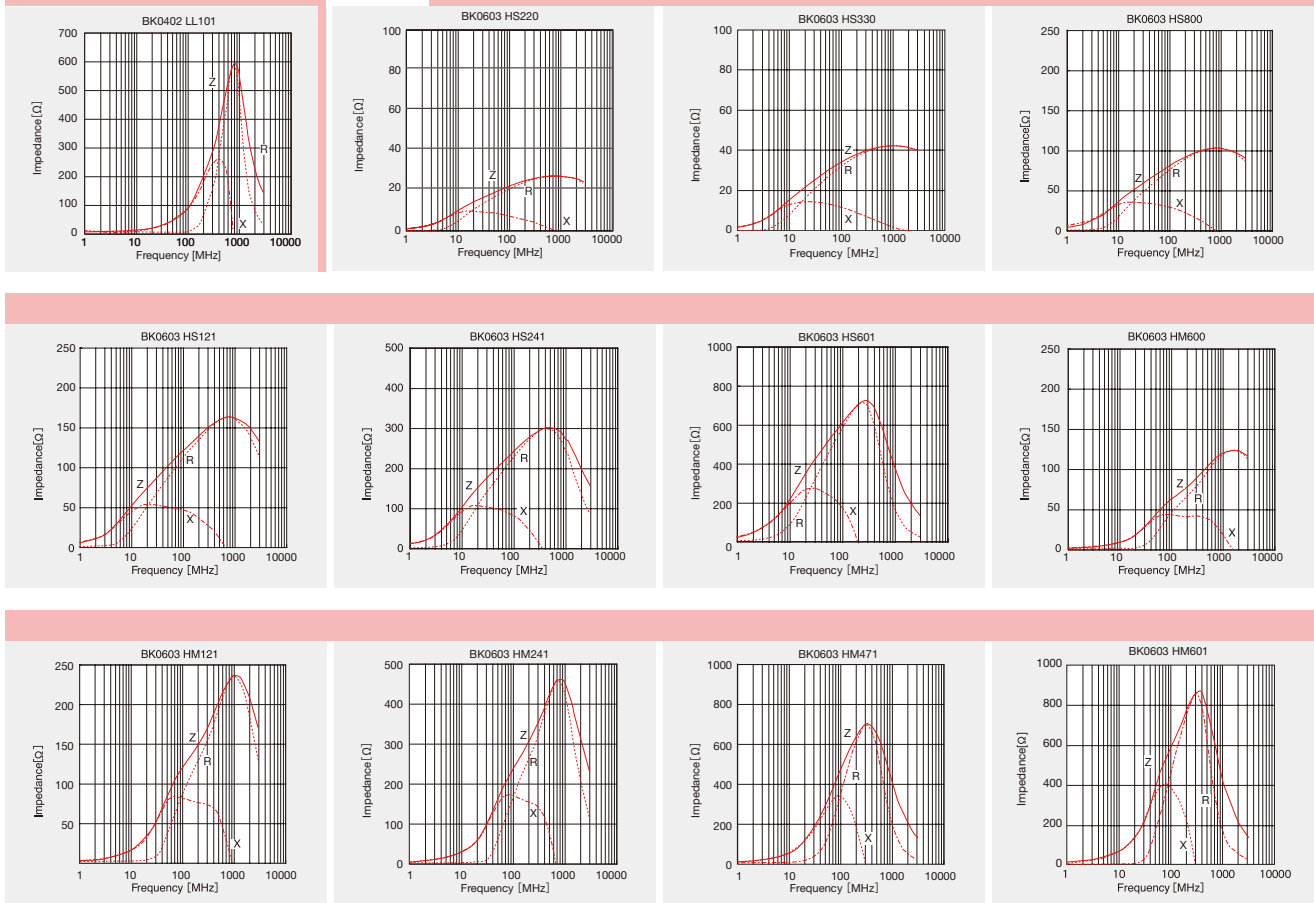 BK0402 LL101
700
600
500
400
300
200
100
0
Impedance[Ω]
Z
R
X
1 10 100 1000 10000
Frequency [MHz]
BK0603 HS220
100
80
60
40
20
0
Impedance[Ω]
Z
R
X
1 10 100 1000 10000
Frequency [MHz]
BK0603 HS330
100
80
60
40
20
0
Impedance[Ω]
Z
R
X
1 10 100 1000 10000
Frequency [MHz]
BK0603 HS800
250
200
150
100
50
0
Impedance[Ω]
Z
R
X
1 10 100 1000 10000
Frequency [MHz]
BK0603 HS121
250
200
150
100
50
0
Impedance[Ω]
Z
R
X
1 10 100 1000 10000
Frequency [MHz]
BK0603 HS241
500
400
300
200
100
0
Impedance[Ω]
Z
R
X
1 10 100 1000 10000
Frequency [MHz]
BK0603 HS601
1000
800
600
400
200
0
Impedance[Ω]
Z
R
X
1 10 100 1000 10000
Frequency [MHz]
BK0603 HM600
250
200
150
100
50
0
Impedance[Ω]
Z
R
X
1 10 100 1000 10000
Frequency [MHz]
BK0603 HM121
250
200
150
100
50
Impedance[Ω]
Z
R
X
1 10 100 1000 10000
Frequency [MHz]
BK0603 HM241
500
400
300
200
100
0
Impedance[Ω]
Z
R
X
1 10 100 1000 10000
Frequency [MHz]
BK0603 HM471
1000
800
600
400
200
0
Impedance[Ω]
Z
R
X
1 10 100 1000 10000
Frequency [MHz]
BK0603 HM601
1000
800
600
400
200
0
Impedance[Ω]
Z
R
X
1 10 100 1000 10000
Frequency [MHz]